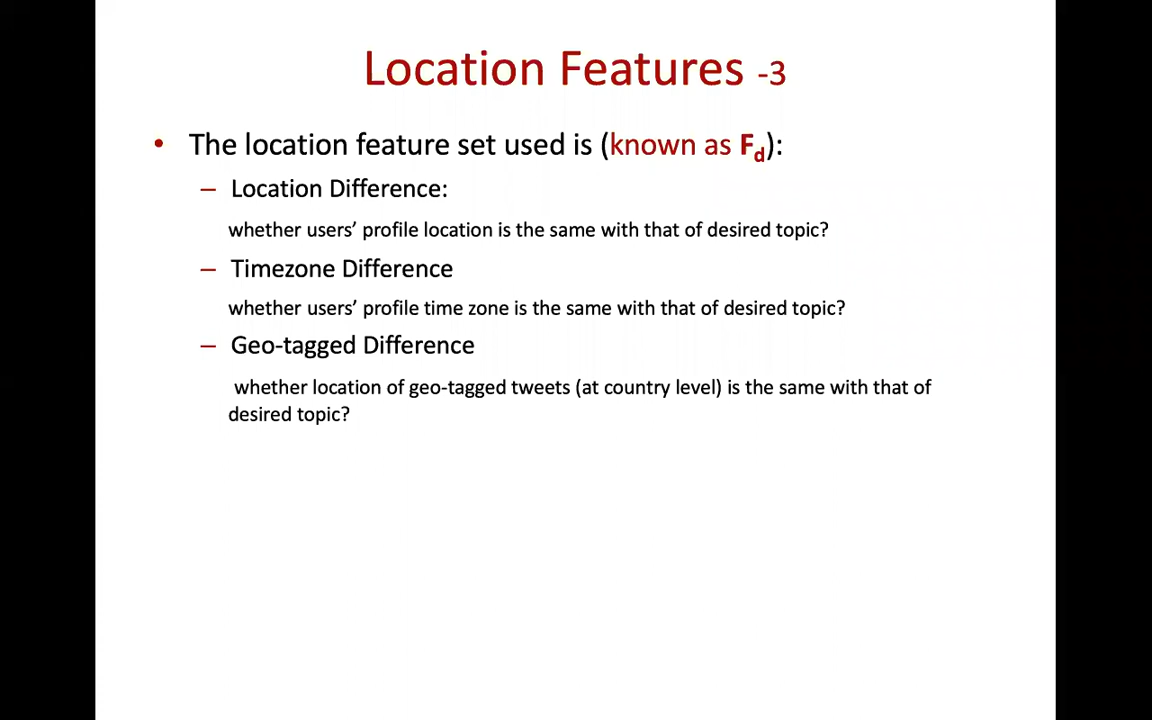 Location Features -3
• The location feature set used is (known as Fd):
– Location Difference:
whether users’ profile location is the same with that of desired topic?
– Timezone Difference
whether users’ profile time zone is the same with that of desired topic?
– Geo-tagged Difference
whether location of geo-tagged tweets (at country level) is the same with that of
desired topic?